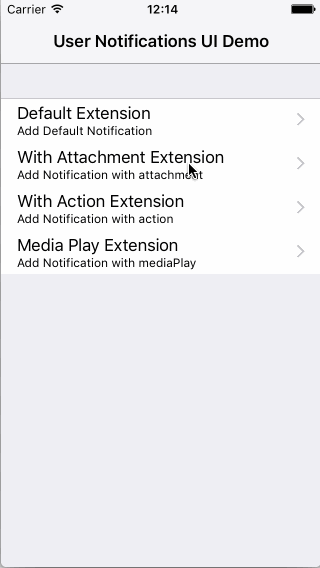 Carrier 12:14
User Notifications UI Demo
Default Extension
Add Default Notification
With Attachment Extension
Add Notification with attachment
With Action Extension
Add Notification with action
Media Play Extension
Add Notification with mediaPlay